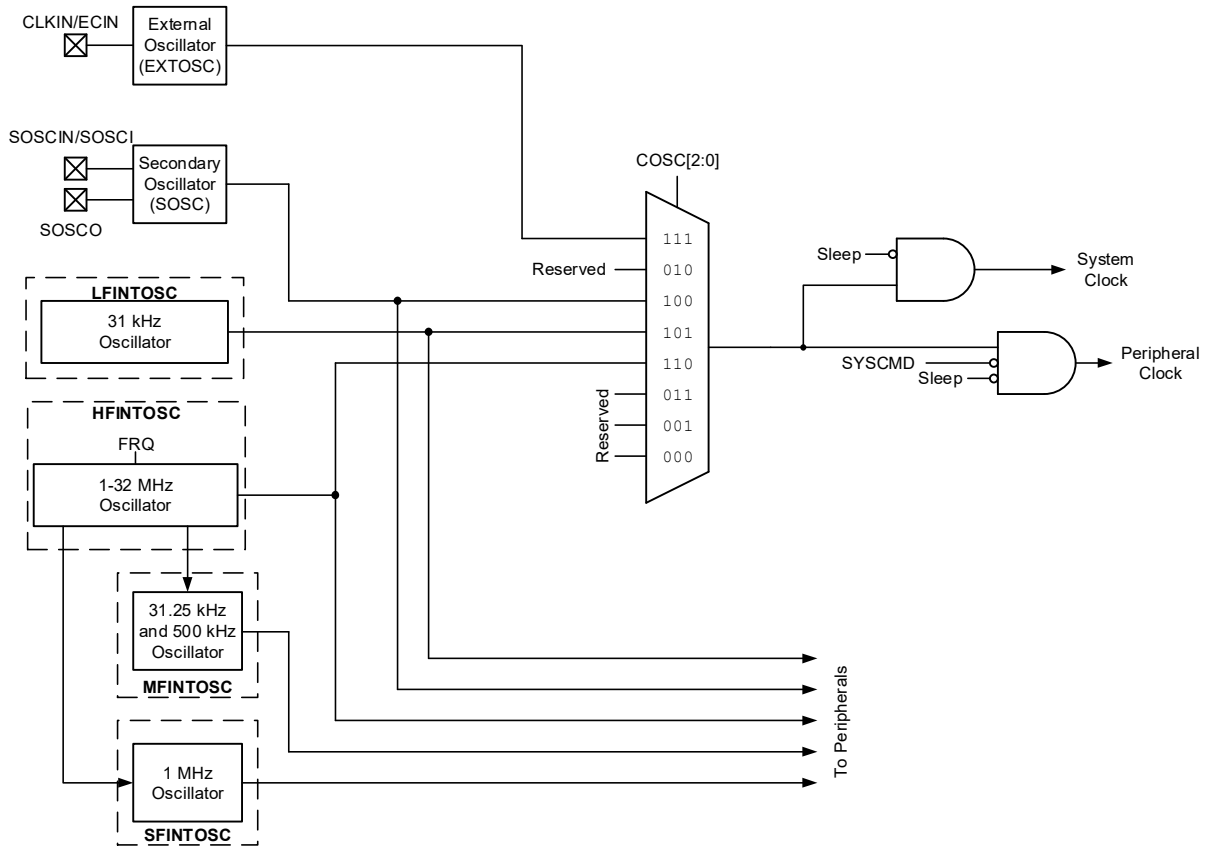 CLKIN/ECIN
External
Oscillator
(EXTOSC)
SOSCIN/SOSCI
Secondary
Oscillator
(SOSC)
SOSCO
COSC[2:0]
111
Reserved
010
100
101
110
011
001
000
Reserved
LFINTOSC
31 kHz
Oscillator
HFINTOSC
FRQ
1-32 MHz
Oscillator
31.25 kHz
and 500 kHz
Oscillator
MFINTOSC
1 MHz
Oscillator
SFINTOSC
Sleep
System
Clock
SYSCMD
Sleep
Peripheral
Clock
To Peripherals